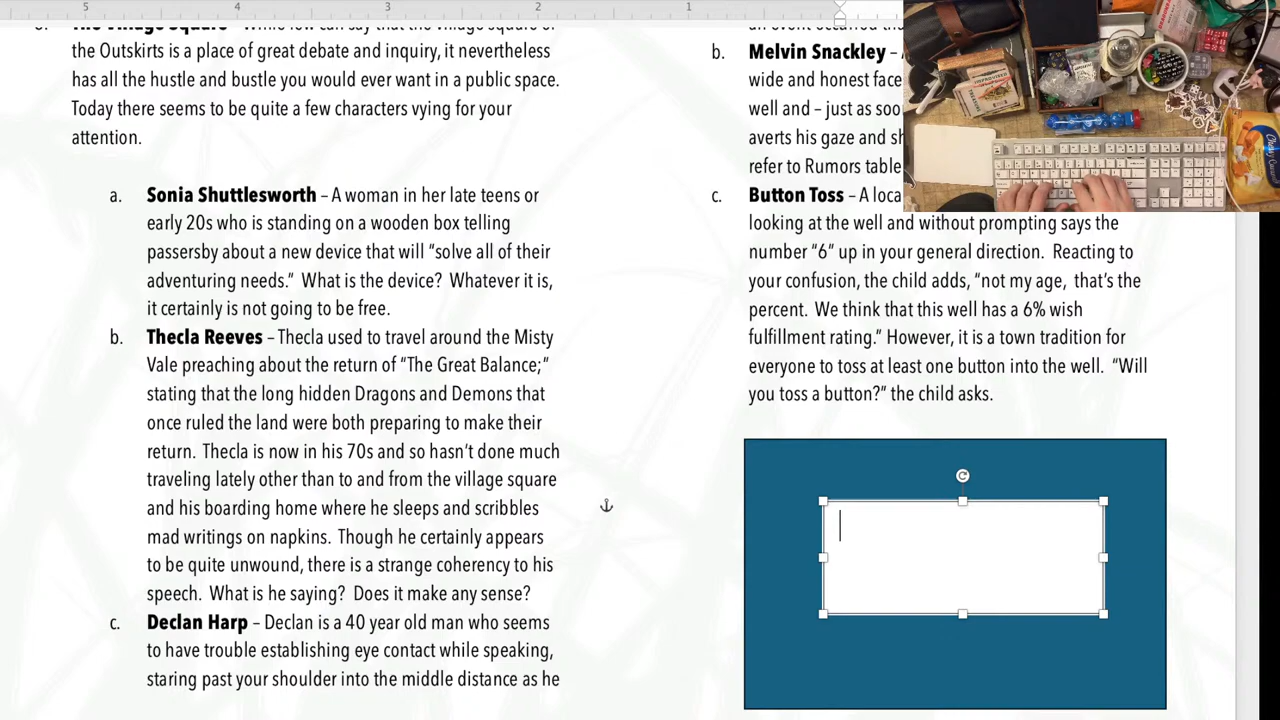 5 4 3 2 1
the Outskirts is a place of great debate and inquiry, it nevertheless
has all the hustle and bustle you would ever want in a public space.
Today there seems to be quite a few characters vying for your
attention.
a. Sonia Shuttlesworth – A woman in her late teens or
early 20s who is standing on a wooden box telling
passersby about a new device that will “solve all of their
adventuring needs.”  What is the device?  Whatever it is,
it certainly is not going to be free.
b. Thecla Reeves – Thecla used to travel around the Misty
Vale preaching about the return of “The Great Balance;”
stating that the long hidden Dragons and Demons that
once ruled the land were both preparing to make their
return.  Thecla is now in his 70s and so hasn’t done much
traveling lately other than to and from the village square
and his boarding home where he sleeps and scribbles
mad writings on napkins.  Though he certainly appears
to be quite unwound, there is a strange coherency to his
speech.  What is he saying?  Does it make any sense?
c. Declan Harp – Declan is a 40 year old man who seems
to have trouble establishing eye contact while speaking,
staring past your shoulder into the middle distance as he
b. Melvin Snackley –
wide and honest face
well and – just as soo
averts his gaze and sh
refer to Rumors table
c. Button Toss – A loca
looking at the well and without prompting says the
number “6” up in your general direction.  Reacting to
your confusion, the child adds, “not my age,  that’s the
percent.  We think that this well has a 6% wish
fulfillment rating.” However, it is a town tradition for
everyone to toss at least one button into the well.  “Will
you toss a button?” the child asks.